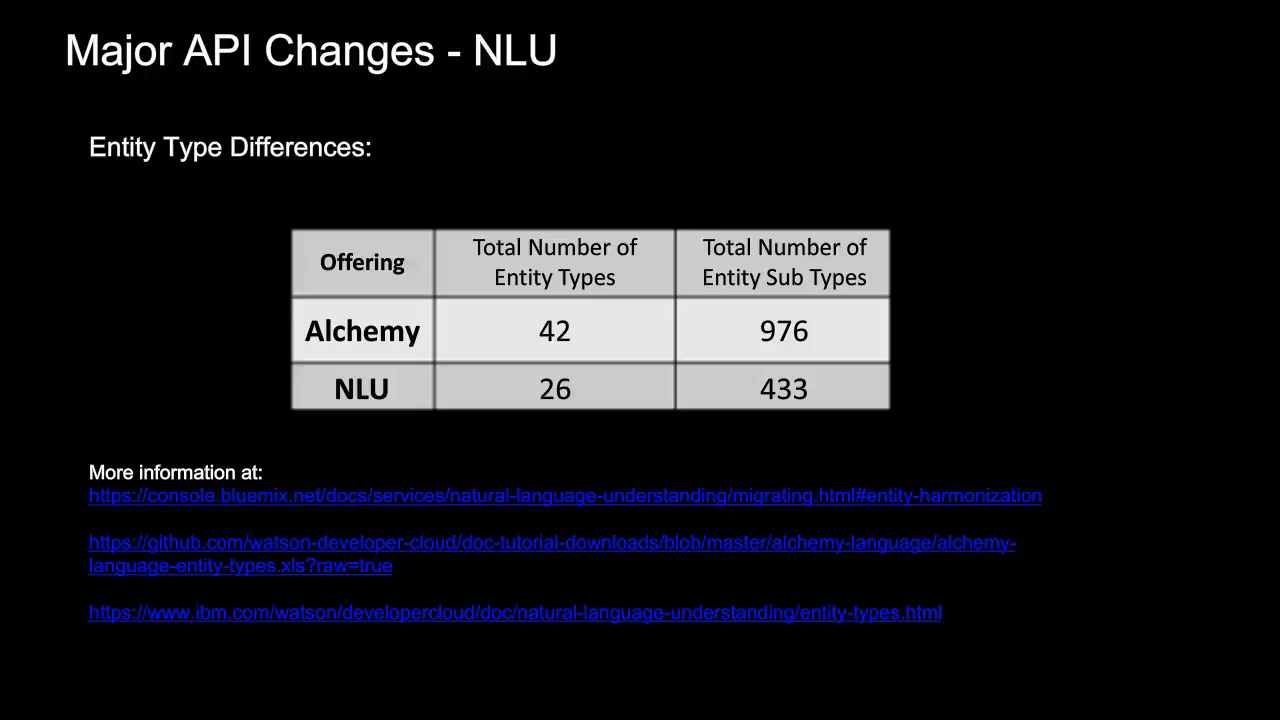 Major API Changes - NLU
Entity Type Differences:
Offering
Total Number of
Entity Types
Total Number of
Entity Sub Types
Alchemy
42
976
NLU
26
433
More information at:
https://console.bluemix.net/docs/services/natural-language-understanding/migrating.html#entity-harmonization
https://github.com/watson-developer-cloud/doc-tutorial-downloads/blob/master/alchemy-language/alchemy-
language-entity-types.xls?raw=true
https://www.ibm.com/watson/developercloud/doc/natural-language-understanding/entity-types.html